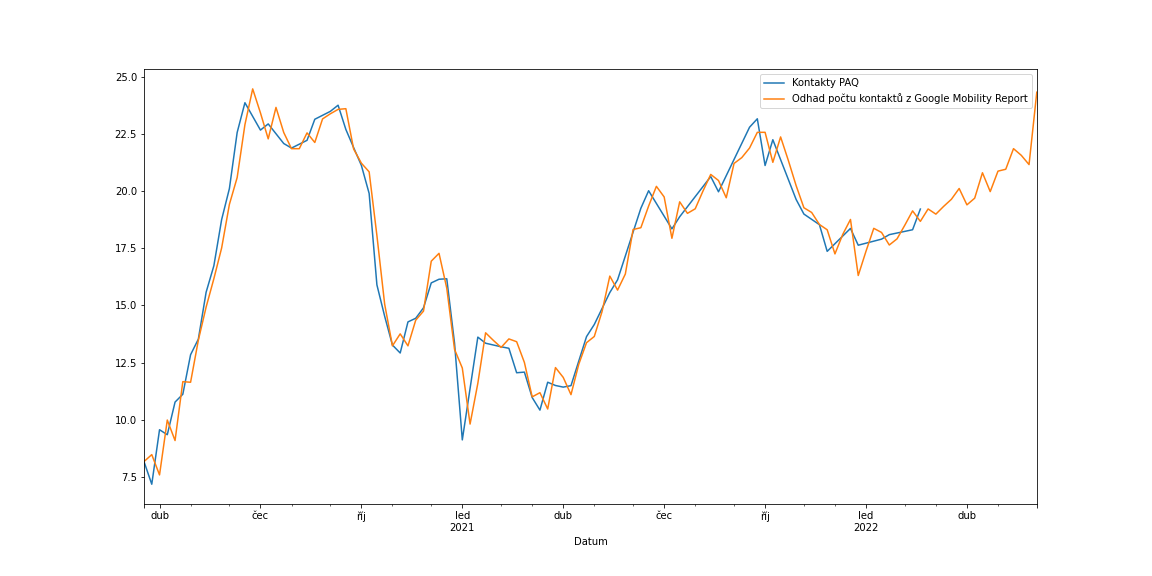 25.0
22.5
20.0
17.5
15.0
12.5
10.0
7.5
Kontakty PAQ
Odhad počtu kontaktů z Google Mobility Report
dub čec říj led dub čec říj led dub
2021 2022
Datum